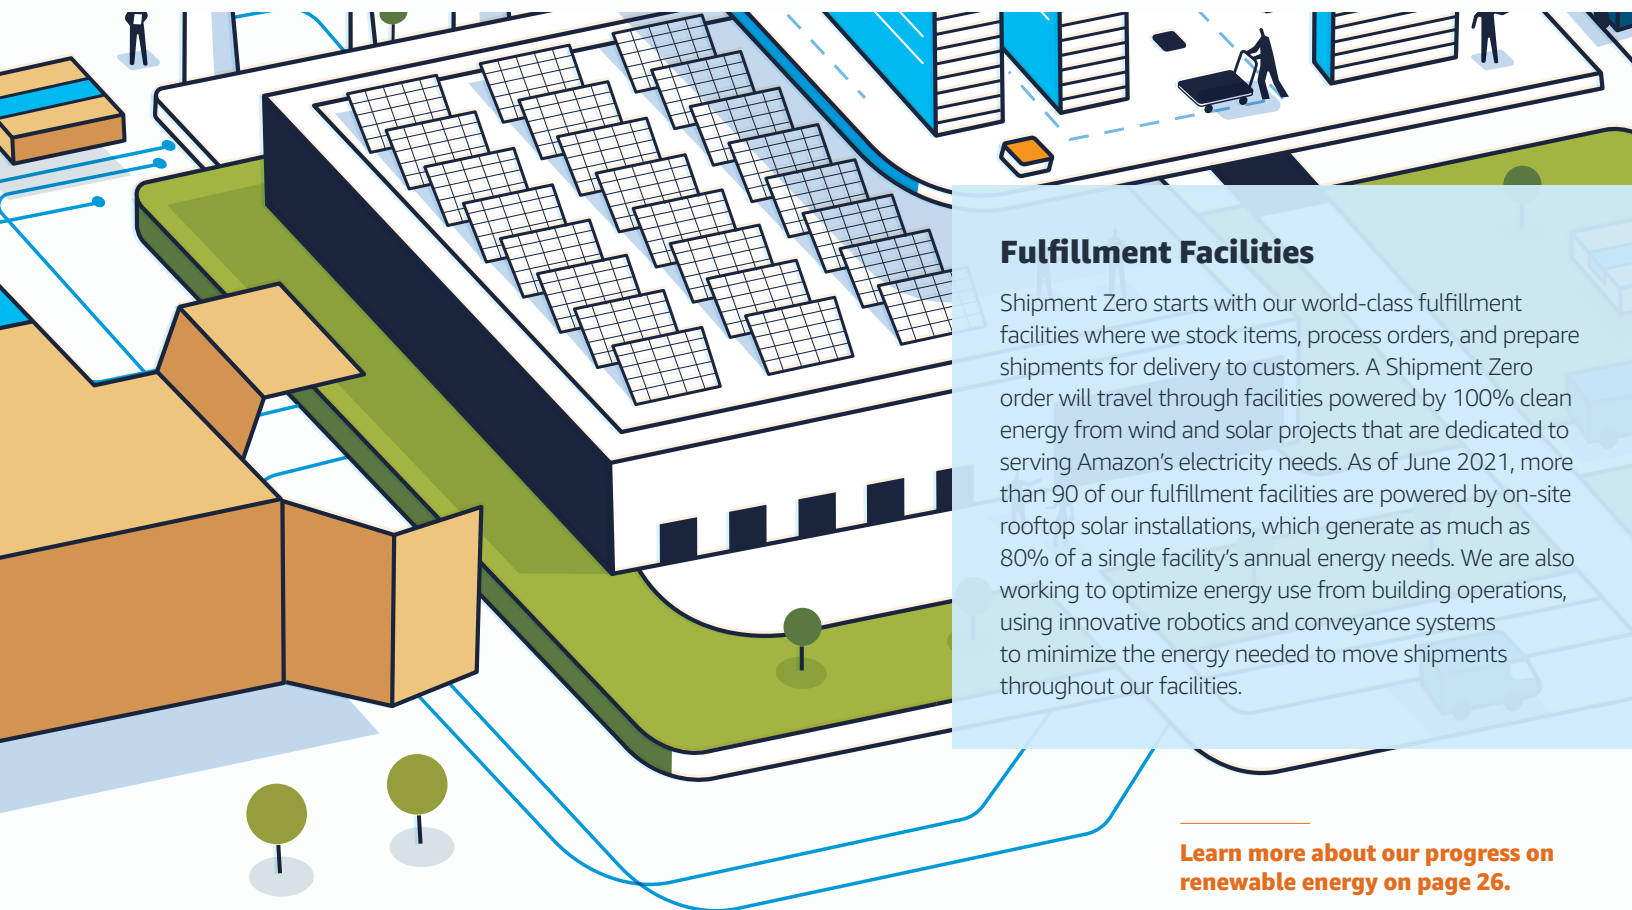 Fulfillment Facilities
Shipment Zero starts with our world-class fulfillment
facilities where we stock items, process orders, and prepare
shipments for delivery to customers. A Shipment Zero
order will travel through facilities powered by 100% clean
energy from wind and solar projects that are dedicated to
serving Amazon’s electricity needs. As of June 2021, more
than 90 of our fulfillment facilities are powered by on-site
rooftop solar installations, which generate as much as
80% of a single facility’s annual energy needs. We are also
working to optimize energy use from building operations,
using innovative robotics and conveyance systems
to minimize the energy needed to move shipments
throughout our facilities.
Learn more about our progress on
renewable energy on page 26.